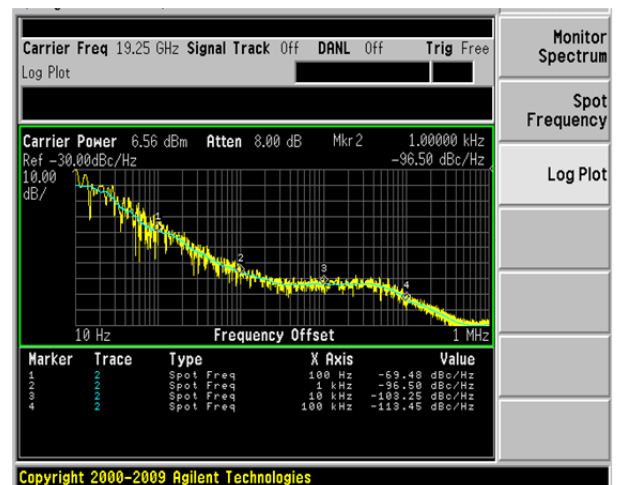 Carrier Freq 19.25 GHz Signal Track Off DANL Off Trig Free
Log Plot
Carrier Power 6.56 dBm Atten 8.00 dB Mkr2 1.00000 kHz
Ref -30.00dBc/Hz -96.50 dBc/Hz
10.00
dB/
1
2
3
4
10 Hz Frequency Offset 1 MHz
Marker Trace Type X Axis Value
1 2 Spot Freq 100 Hz -69.48 dBc/Hz
2 2 Spot Freq 1 kHz -96.50 dBc/Hz
3 2 Spot Freq 10 kHz -103.25 dBc/Hz
4 2 Spot Freq 100 kHz -113.45 dBc/Hz
Copyright 2000-2009 Agilent Technologies
Monitor
Spectrum
Spot
Frequency
Log Plot